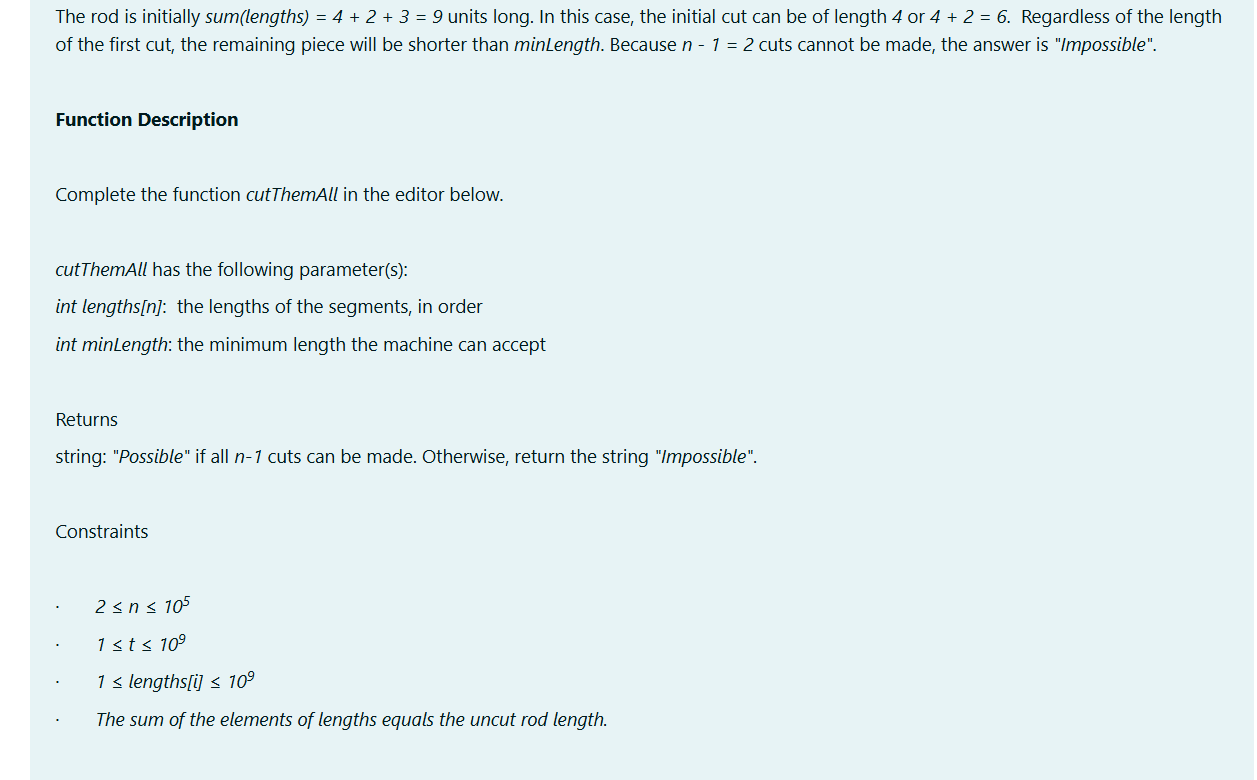 The rod is initially sum(lengths) = 4 + 2 + 3 = 9 units long. In this case, the initial cut can be of length 4 or 4 + 2 = 6.  Regardless of the length
of the first cut, the remaining piece will be shorter than minLength. Because n - 1 = 2 cuts cannot be made, the answer is "Impossible".
Function Description
Complete the function cutThemAll in the editor below.
cutThemAll has the following parameter(s):
int lengths[n]:  the lengths of the segments, in order
int minLength: the minimum length the machine can accept
Returns
string: "Possible" if all n-1 cuts can be made. Otherwise, return the string "Impossible".
Constraints
· 2 ≤ n ≤ 10⁵
· 1 ≤ t ≤ 10⁹
· 1 ≤ lengths[i] ≤ 10⁹
· The sum of the elements of lengths equals the uncut rod length.